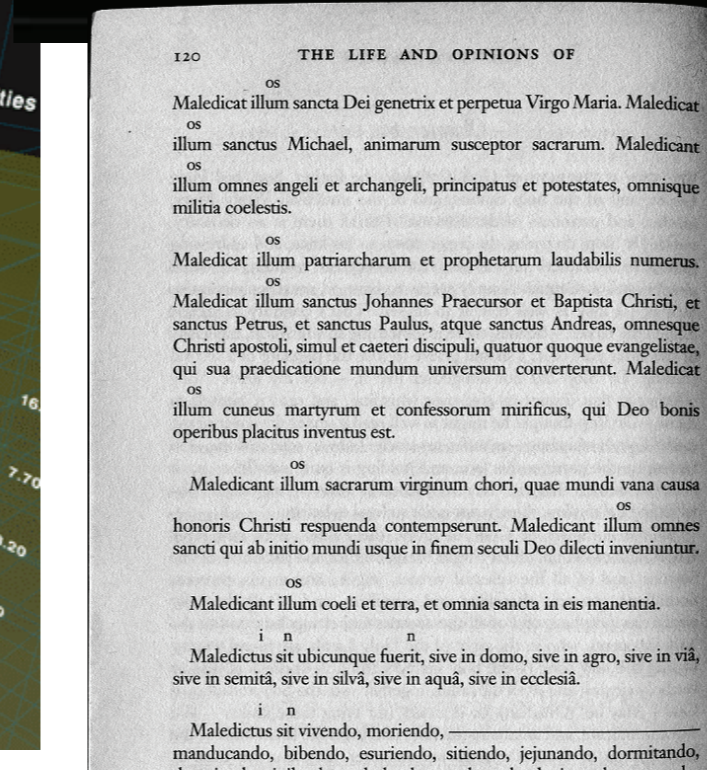 ties
16.
7.70
.20
120 THE LIFE AND OPINIONS OF
os
Maledicat illum sancta Dei genetrix et perpetua Virgo Maria. Maledicat
os
illum sanctus Michael, animarum susceptor sacrarum. Maledicant
os
illum omnes angeli et archangeli, principatus et potestates, omnisque
militia coelestis.
os
Maledicat illum patriarcharum et prophetarum laudabilis numerus.
os
Maledicat illum sanctus Johannes Praecursor et Baptista Christi, et
sanctus Petrus, et sanctus Paulus, atque sanctus Andreas, omnesque
Christi apostoli, simul et caeteri discipuli, quatuor quoque evangelistae,
qui sua praedicatione mundum universum converterunt. Maledicat
os
illum cuneus martyrum et confessorum mirificus, qui Deo bonis
operibus placitus inventus est.
os
Maledicant illum sacrarum virginum chori, quae mundi vana causa
os
honoris Christi respuenda contempserunt. Maledicant illum omnes
sancti qui ab initio mundi usque in finem seculi Deo dilecti inveniuntur.
os
Maledicant illum coeli et terra, et omnia sancta in eis manentia.
i n n
Maledictus sit ubicunque fuerit, sive in domo, sive in agro, sive in viâ,
sive in semitâ, sive in silvâ, sive in aquâ, sive in ecclesiâ.
i n
Maledictus sit vivendo, moriendo, ————
manducando, bibendo, esuriendo, sitiendo, jejunando, dormitando,